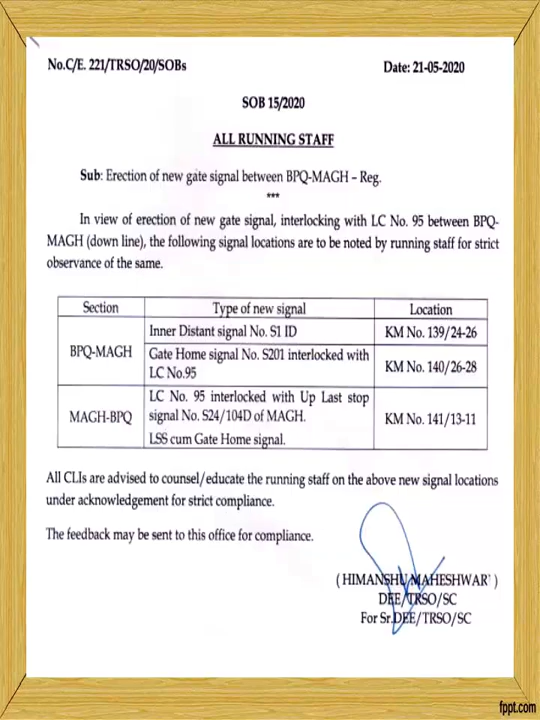 No.C/E. 221/TRSO/20/SOBs Date: 21-05-2020
SOB 15/2020
ALL RUNNING STAFF
Sub: Erection of new gate signal between BPQ-MAGH – Reg.
***
In view of erection of new gate signal, interlocking with LC No. 95 between BPQ-
MAGH (down line), the following signal locations are to be noted by running staff for strict
observance of the same.
Section Type of new signal Location
BPQ-MAGH
Inner Distant signal No. S1 ID KM No. 139/24-26
Gate Home signal No. S201 interlocked with
LC No.95
KM No. 140/26-28
MAGH-BPQ
LC No. 95 interlocked with Up Last stop
signal No. S24/104D of MAGH.
LSS cum Gate Home signal.
KM No. 141/13-11
All CLIs are advised to counsel/educate the running staff on the above new signal locations
under acknowledgement for strict compliance.
The feedback may be sent to this office for compliance.
( HIMANSHU MAHESHWARI )
DEE/TRSO/SC
For Sr.DEE/TRSO/SC
fppt.com